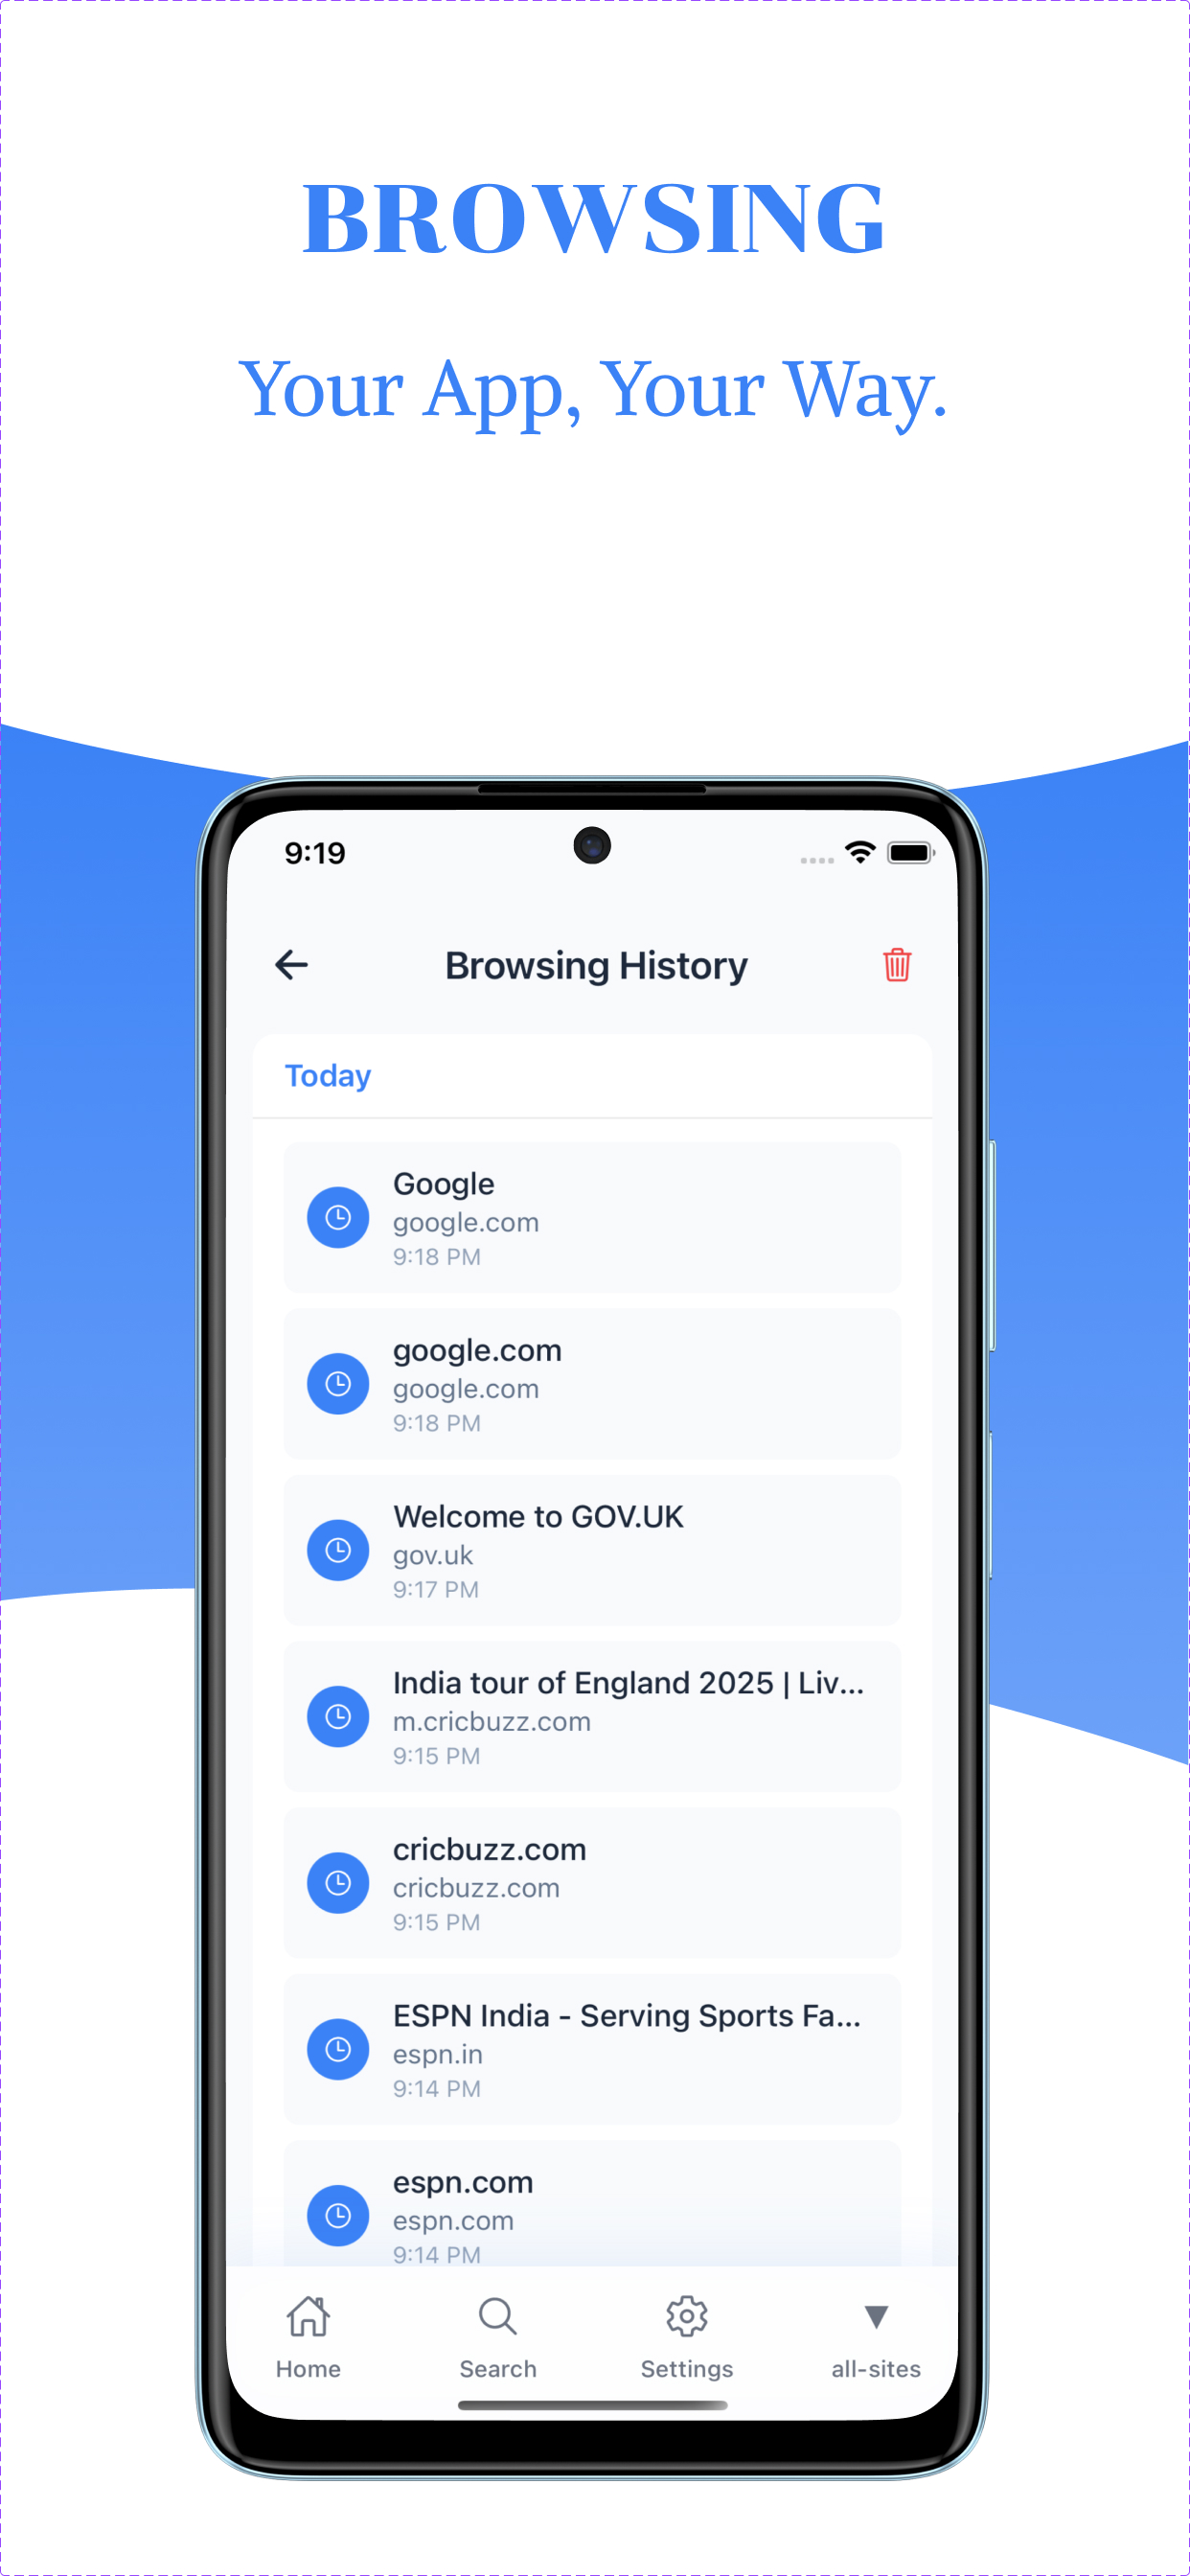 BROWSING
Your App, Your Way.
9:19
Browsing History
Today
Google
google.com
9:18 PM
google.com
google.com
9:18 PM
Welcome to GOV.UK
gov.uk
9:17 PM
India tour of England 2025 | Liv...
m.cricbuzz.com
9:15 PM
cricbuzz.com
cricbuzz.com
9:15 PM
ESPN India - Serving Sports Fa...
espn.in
9:14 PM
espn.com
espn.com
9:14 PM
Home
Search
Settings
all-sites